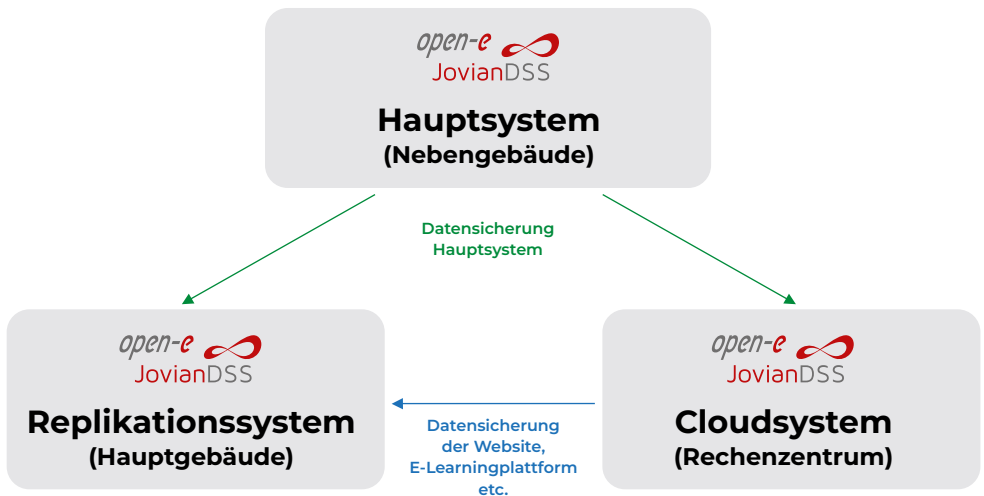 open-e
JovianDSS
Hauptsystem
(Nebengebäude)
Datensicherung
Hauptsystem
open-e
JovianDSS
Replikationssystem
(Hauptgebäude)
Datensicherung
der Website,
E-Learningplattform
etc.
open-e
JovianDSS
Cloudsystem
(Rechenzentrum)